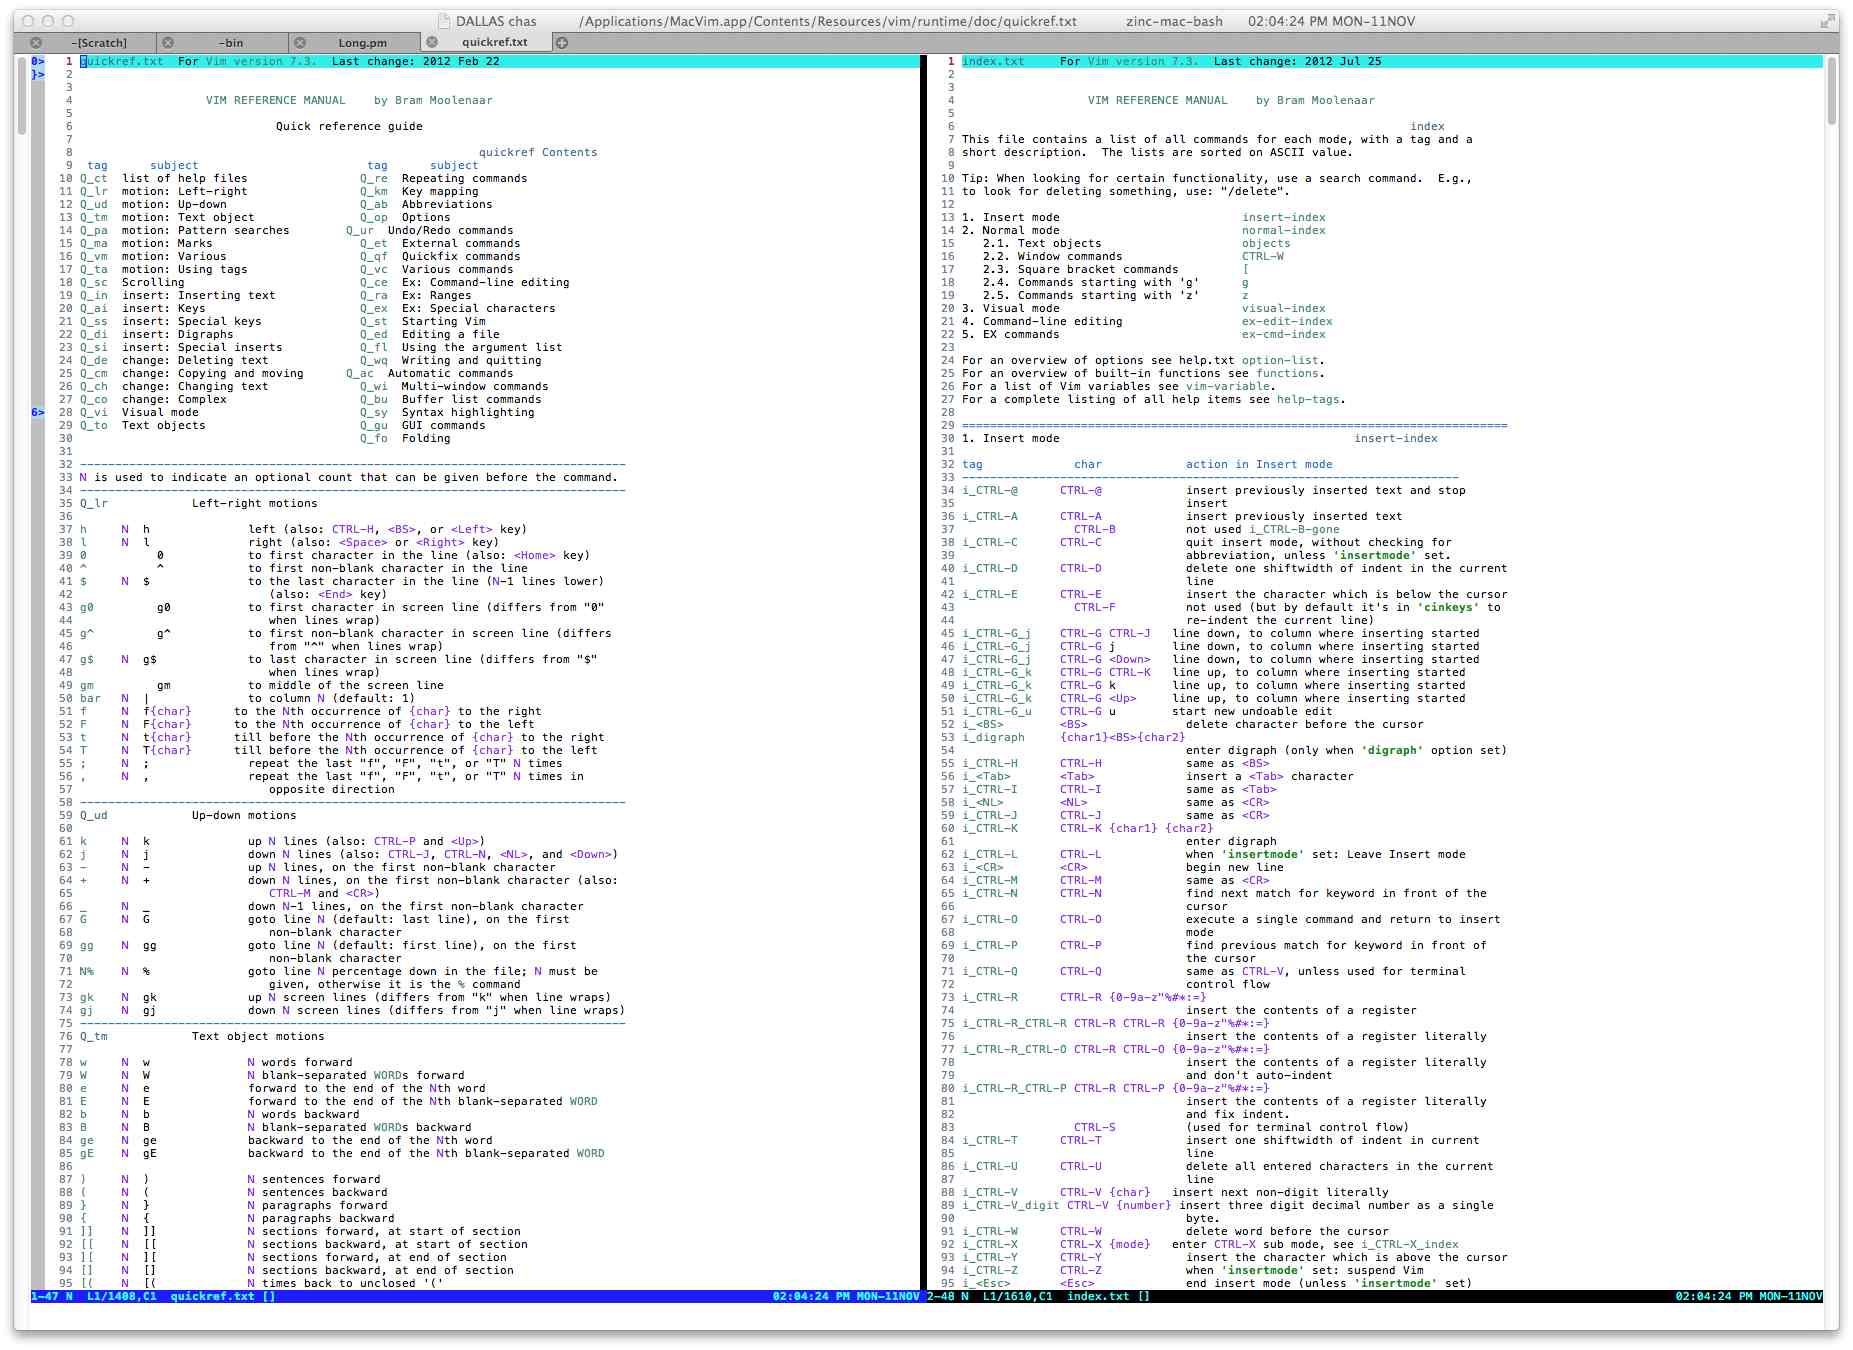 DALLAS chas /Applications/MacVim.app/Contents/Resources/vim/runtime/doc/quickref.txt zinc-mac-bash 02:04:24 PM MON-11NOV
-[Scratch] -bin Long.pm quickref.txt
0> 1 quickref.txt For Vim version 7.3. Last change: 2012 Feb 22
}> 2
3
4 VIM REFERENCE MANUAL by Bram Moolenaar
5
6 Quick reference guide
7
8 quickref Contents
9 tag subject tag subject
10 Q_ct list of help files Q_re Repeating commands
11 Q_lr motion: Left-right Q_km Key mapping
12 Q_ud motion: Up-down Q_ab Abbreviations
13 Q_tm motion: Text object Q_op Options
14 Q_pa motion: Pattern searches Q_ur Undo/Redo commands
15 Q_ma motion: Marks Q_et External commands
16 Q_vm motion: Various Q_qf Quickfix commands
17 Q_ta motion: Using tags Q_vc Various commands
18 Q_sc Scrolling Q_ce Ex: Command-line editing
19 Q_in insert: Inserting text Q_ra Ex: Ranges
20 Q_ai insert: Keys Q_ex Ex: Special characters
21 Q_ss insert: Special keys Q_st Starting Vim
22 Q_di insert: Digraphs Q_ed Editing a file
23 Q_si insert: Special inserts Q_fl Using the argument list
24 Q_de change: Deleting text Q_wq Writing and quitting
25 Q_cm change: Copying and moving Q_ac Automatic commands
26 Q_ch change: Changing text Q_wi Multi-window commands
27 Q_co change: Complex Q_bu Buffer list commands
6> 28 Q_vi Visual mode Q_sy Syntax highlighting
29 Q_to Text objects Q_gu GUI commands
30 Q_fo Folding
31
32 ------------------------------------------------------------------------------
33 N is used to indicate an optional count that can be given before the command.
34 ------------------------------------------------------------------------------
35 Q_lr Left-right motions
36
37 h N h left (also: CTRL-H, <BS>, or <Left> key)
38 l N l right (also: <Space> or <Right> key)
39 0 0 to first character in the line (also: <Home> key)
40 ^ ^ to first non-blank character in the line
41 $ N $ to the last character in the line (N-1 lines lower)
42 (also: <End> key)
43 g0 g0 to first character in screen line (differs from "0"
44 when lines wrap)
45 g^ g^ to first non-blank character in screen line (differs
46 from "^" when lines wrap)
47 g$ N g$ to last character in screen line (differs from "$"
48 when lines wrap)
49 gm gm to middle of the screen line
50 bar N | to column N (default: 1)
51 f N f{char} to the Nth occurrence of {char} to the right
52 F N F{char} to the Nth occurrence of {char} to the left
53 t N t{char} till before the Nth occurrence of {char} to the right
54 T N T{char} till before the Nth occurrence of {char} to the left
55 ; N ; repeat the last "f", "F", "t", or "T" N times
56 , N , repeat the last "f", "F", "t", or "T" N times in
57 opposite direction
58 ------------------------------------------------------------------------------
59 Q_ud Up-down motions
60
61 k N k up N lines (also: CTRL-P and <Up>)
62 j N j down N lines (also: CTRL-J, CTRL-N, <NL>, and <Down>)
63 - N - up N lines, on the first non-blank character
64 + N + down N lines, on the first non-blank character (also:
65 CTRL-M and <CR>)
66 _ N _ down N-1 lines, on the first non-blank character
67 G N G goto line N (default: last line), on the first
68 non-blank character
69 gg N gg goto line N (default: first line), on the first
70 non-blank character
71 N% N % goto line N percentage down in the file; N must be
72 given, otherwise it is the % command
73 gk N gk up N screen lines (differs from "k" when line wraps)
74 gj N gj down N screen lines (differs from "j" when line wraps)
75 ------------------------------------------------------------------------------
76 Q_tm Text object motions
77
78 w N w N words forward
79 W N W N blank-separated WORDs forward
80 e N e forward to the end of the Nth word
81 E N E forward to the end of the Nth blank-separated WORD
82 b N b N words backward
83 B N B N blank-separated WORDs backward
84 ge N ge backward to the end of the Nth word
85 gE N gE backward to the end of the Nth blank-separated WORD
86
87 ) N ) N sentences forward
88 ( N ( N sentences backward
89 } N } N paragraphs forward
90 { N { N paragraphs backward
91 ]] N ]] N sections forward, at start of section
92 [[ N [[ N sections backward, at start of section
93 ][ N ][ N sections forward, at end of section
94 [] N [] N sections backward, at end of section
95 [( N [( N times back to unclosed '('
1-47 N L1/1408,C1 quickref.txt [] 02:04:24 PM MON-11NOV
1 index.txt For Vim version 7.3. Last change: 2012 Jul 25
2
3
4 VIM REFERENCE MANUAL by Bram Moolenaar
5
6 index
7 This file contains a list of all commands for each mode, with a tag and a
8 short description. The lists are sorted on ASCII value.
9
10 Tip: When looking for certain functionality, use a search command. E.g.,
11 to look for deleting something, use: "/delete".
12
13 1. Insert mode insert-index
14 2. Normal mode normal-index
15 2.1. Text objects objects
16 2.2. Window commands CTRL-W
17 2.3. Square bracket commands [
18 2.4. Commands starting with 'g' g
19 2.5. Commands starting with 'z' z
20 3. Visual mode visual-index
21 4. Command-line editing ex-edit-index
22 5. EX commands ex-cmd-index
23
24 For an overview of options see help.txt option-list.
25 For an overview of built-in functions see functions.
26 For a list of Vim variables see vim-variable.
27 For a complete listing of all help items see help-tags.
28
29 ==============================================================================
30 1. Insert mode insert-index
31
32 tag char action in Insert mode
33 -----------------------------------------------------------------------
34 i_CTRL-@ CTRL-@ insert previously inserted text and stop
35 insert
36 i_CTRL-A CTRL-A insert previously inserted text
37 CTRL-B not used i_CTRL-B-gone
38 i_CTRL-C CTRL-C quit insert mode, without checking for
39 abbreviation, unless 'insertmode' set.
40 i_CTRL-D CTRL-D delete one shiftwidth of indent in the current
41 line
42 i_CTRL-E CTRL-E insert the character which is below the cursor
43 CTRL-F not used (but by default it's in 'cinkeys' to
44 re-indent the current line)
45 i_CTRL-G_j CTRL-G CTRL-J line down, to column where inserting started
46 i_CTRL-G_j CTRL-G j line down, to column where inserting started
47 i_CTRL-G_j CTRL-G <Down> line down, to column where inserting started
48 i_CTRL-G_k CTRL-G CTRL-K line up, to column where inserting started
49 i_CTRL-G_k CTRL-G k line up, to column where inserting started
50 i_CTRL-G_k CTRL-G <Up> line up, to column where inserting started
51 i_CTRL-G_u CTRL-G u start new undoable edit
52 i_<BS> <BS> delete character before the cursor
53 i_digraph {char1}<BS>{char2}
54 enter digraph (only when 'digraph' option set)
55 i_CTRL-H CTRL-H same as <BS>
56 i_<Tab> <Tab> insert a <Tab> character
57 i_CTRL-I CTRL-I same as <Tab>
58 i_<NL> <NL> same as <CR>
59 i_CTRL-J CTRL-J same as <CR>
60 i_CTRL-K CTRL-K {char1} {char2}
61 enter digraph
62 i_CTRL-L CTRL-L when 'insertmode' set: Leave Insert mode
63 i_<CR> <CR> begin new line
64 i_CTRL-M CTRL-M same as <CR>
65 i_CTRL-N CTRL-N find next match for keyword in front of the
66 cursor
67 i_CTRL-O CTRL-O execute a single command and return to insert
68 mode
69 i_CTRL-P CTRL-P find previous match for keyword in front of
70 the cursor
71 i_CTRL-Q CTRL-Q same as CTRL-V, unless used for terminal
72 control flow
73 i_CTRL-R CTRL-R {0-9a-z"%#*:=}
74 insert the contents of a register
75 i_CTRL-R_CTRL-R CTRL-R CTRL-R {0-9a-z"%#*:=}
76 insert the contents of a register literally
77 i_CTRL-R_CTRL-O CTRL-R CTRL-O {0-9a-z"%#*:=}
78 insert the contents of a register literally
79 and don't auto-indent
80 i_CTRL-R_CTRL-P CTRL-R CTRL-P {0-9a-z"%#*:=}
81 insert the contents of a register literally
82 and fix indent.
83 CTRL-S (used for terminal control flow)
84 i_CTRL-T CTRL-T insert one shiftwidth of indent in current
85 line
86 i_CTRL-U CTRL-U delete all entered characters in the current
87 line
88 i_CTRL-V CTRL-V {char} insert next non-digit literally
89 i_CTRL-V_digit CTRL-V {number} insert three digit decimal number as a single
90 byte.
91 i_CTRL-W CTRL-W delete word before the cursor
92 i_CTRL-X CTRL-X {mode} enter CTRL-X sub mode, see i_CTRL-X_index
93 i_CTRL-Y CTRL-Y insert the character which is above the cursor
94 i_CTRL-Z CTRL-Z when 'insertmode' set: suspend Vim
95 i_<Esc> <Esc> end insert mode (unless 'insertmode' set)
2-48 N L1/1610,C1 index.txt [] 02:04:24 PM MON-11NOV